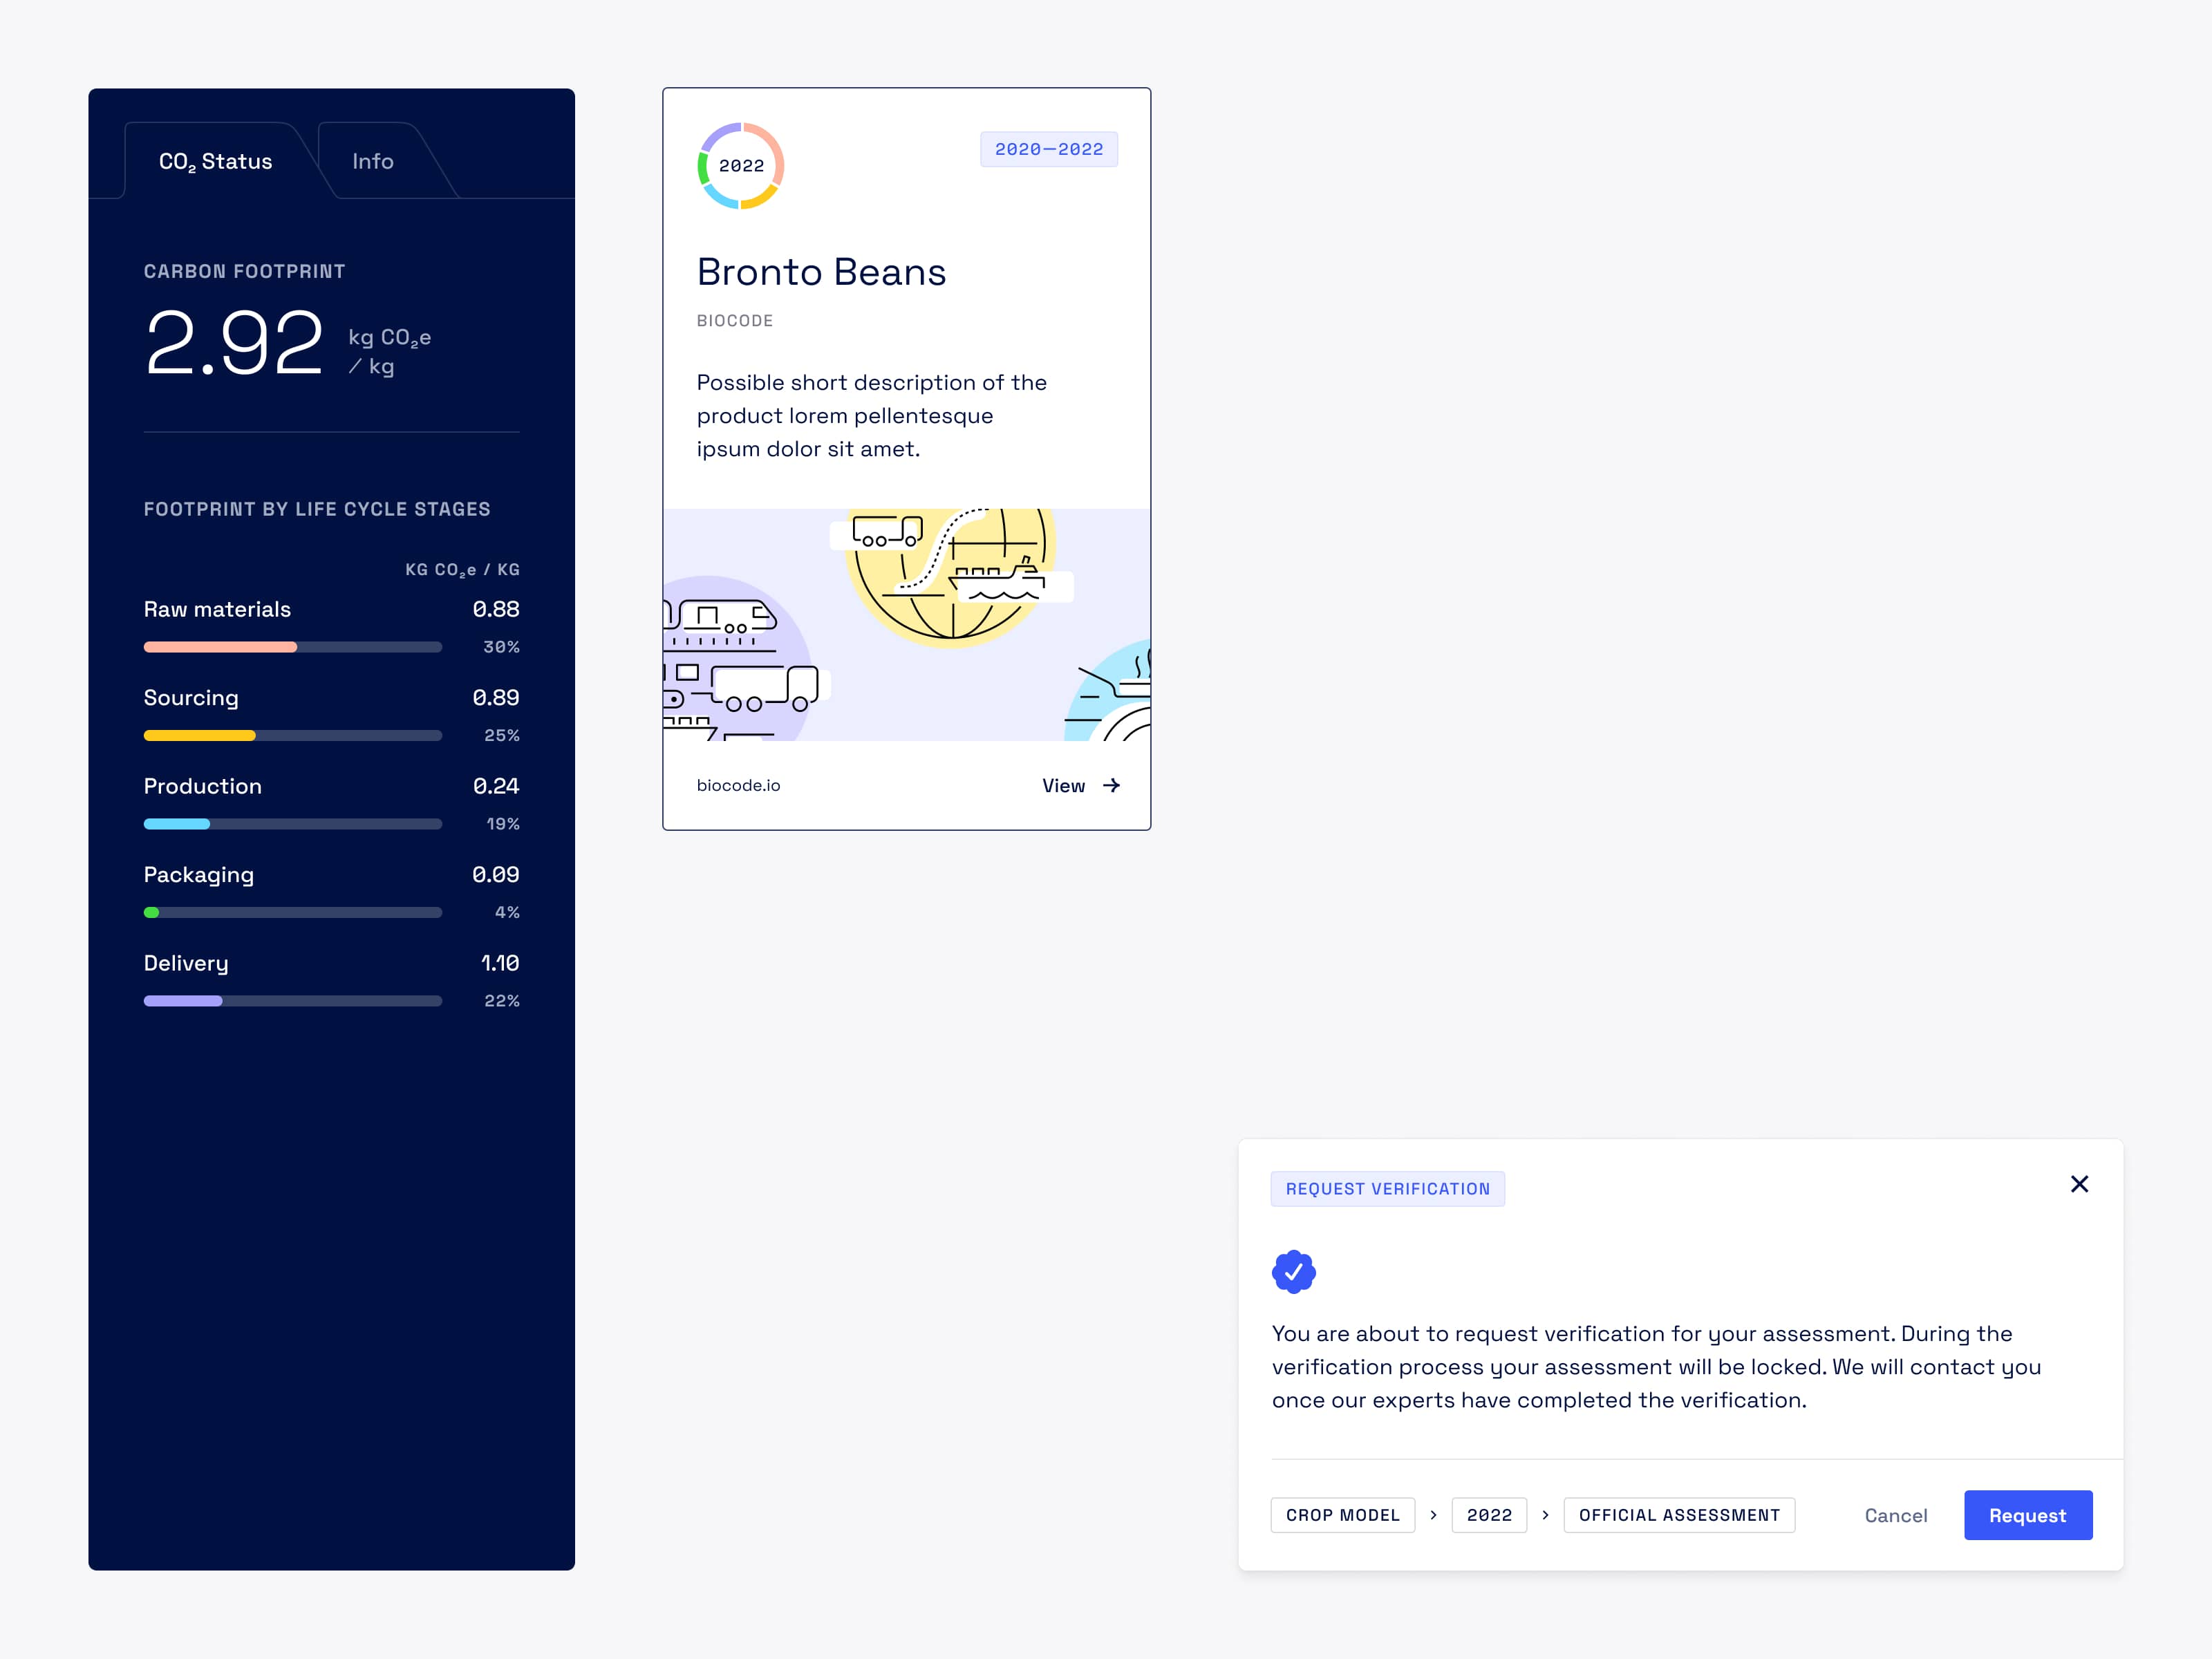 CO₂ Status
Info
CARBON FOOTPRINT
2.92
kg CO₂e
/ kg
FOOTPRINT BY LIFE CYCLE STAGES
KG CO₂e / KG
Raw materials 0.88
30%
Sourcing 0.89
25%
Production 0.24
19%
Packaging 0.09
4%
Delivery 1.10
22%
2022
2020—2022
Bronto Beans
BIOCODE
Possible short description of the
product lorem pellentesque
ipsum dolor sit amet.
biocode.io
View →
REQUEST VERIFICATION
You are about to request verification for your assessment. During the
verification process your assessment will be locked. We will contact you
once our experts have completed the verification.
CROP MODEL > 2022 > OFFICIAL ASSESSMENT
Cancel
Request